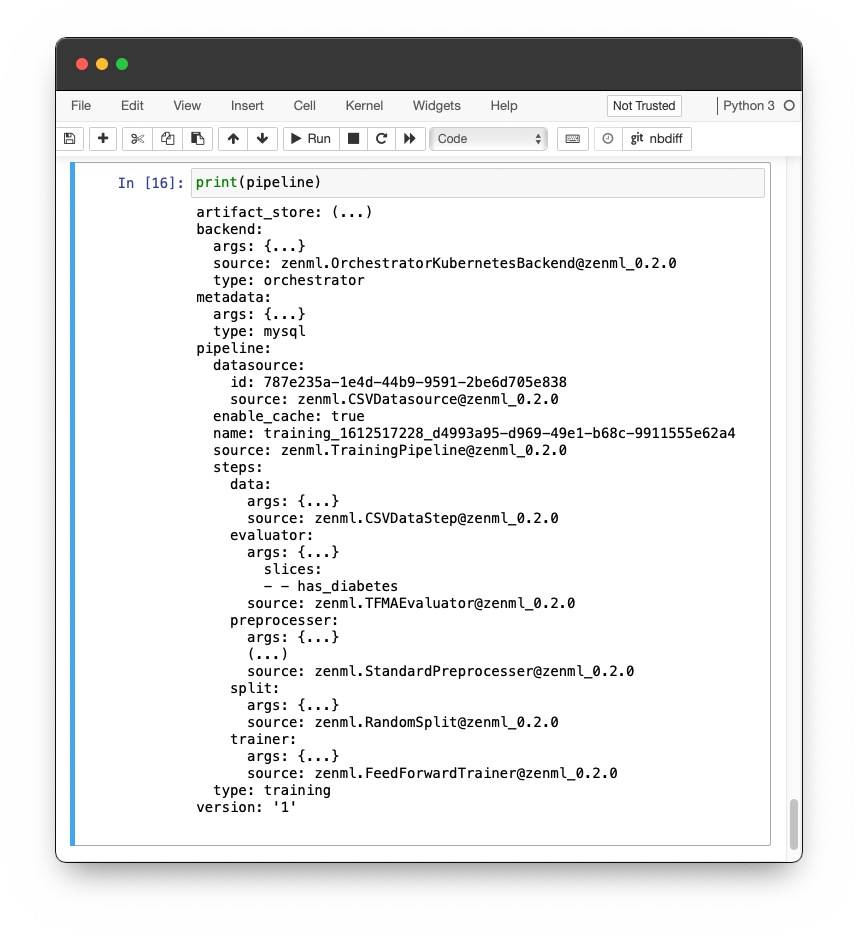 File Edit View Insert Cell Kernel Widgets Help Not Trusted Python 3
Run Code git nbdiff
In [16]: print(pipeline)
artifact_store: (...)
backend:
  args: {...}
  source: zenml.OrchestratorKubernetesBackend@zenml_0.2.0
  type: orchestrator
metadata:
  args: {...}
  type: mysql
pipeline:
  datasource:
    id: 787e235a-1e4d-44b9-9591-2be6d705e838
    source: zenml.CSVDatasource@zenml_0.2.0
  enable_cache: true
  name: training_1612517228_d4993a95-d969-49e1-b68c-9911555e62a4
  source: zenml.TrainingPipeline@zenml_0.2.0
  steps:
    data:
      args: {...}
      source: zenml.CSVDataStep@zenml_0.2.0
    evaluator:
      args: {...}
        slices:
        - - has_diabetes
      source: zenml.TFMAEvaluator@zenml_0.2.0
    preprocesser:
      args: {...}
      (...)
      source: zenml.StandardPreprocesser@zenml_0.2.0
    split:
      args: {...}
      source: zenml.RandomSplit@zenml_0.2.0
    trainer:
      args: {...}
      source: zenml.FeedForwardTrainer@zenml_0.2.0
  type: training
version: '1'